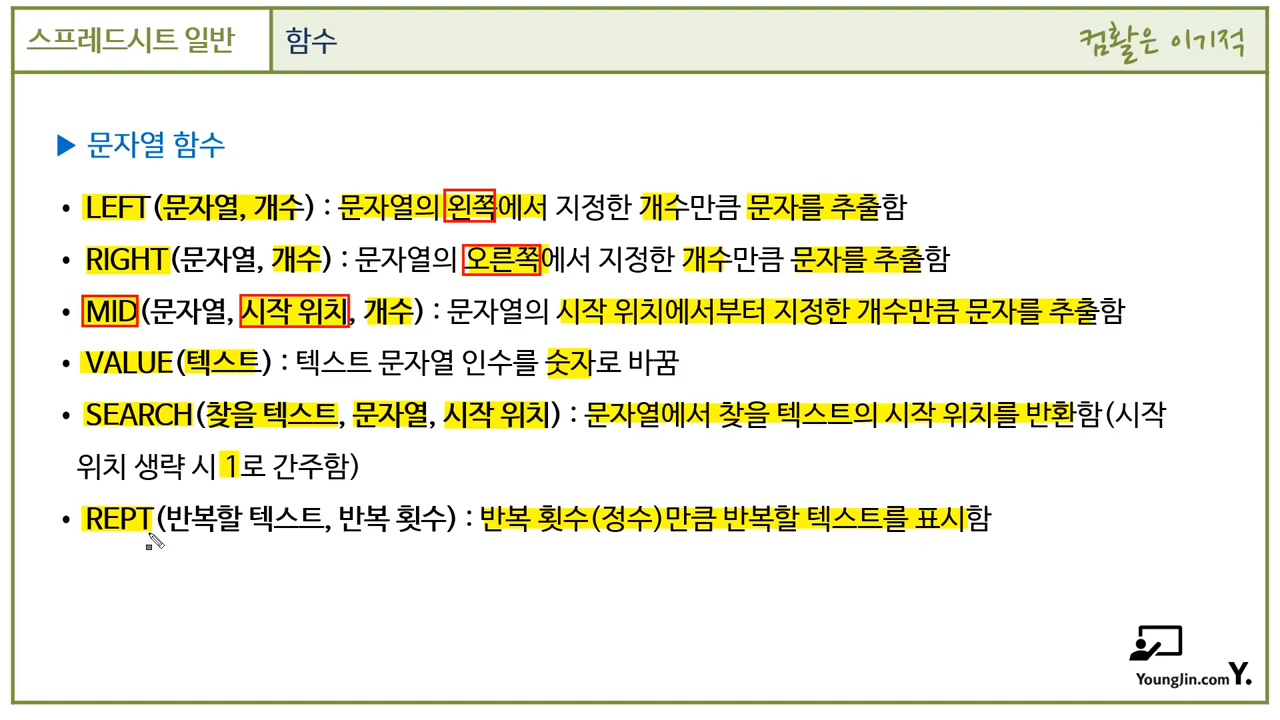 스프레드시트 일반
함수
컴활은 이기적
▶ 문자열 함수
• LEFT(문자열, 개수) : 문자열의 왼쪽에서 지정한 개수만큼 문자를 추출함
• RIGHT(문자열, 개수) : 문자열의 오른쪽에서 지정한 개수만큼 문자를 추출함
• MID(문자열, 시작 위치, 개수) : 문자열의 시작 위치에서부터 지정한 개수만큼 문자를 추출함
• VALUE(텍스트) : 텍스트 문자열 인수를 숫자로 바꿈
• SEARCH(찾을 텍스트, 문자열, 시작 위치) : 문자열에서 찾을 텍스트의 시작 위치를 반환함(시작
위치 생략 시 1로 간주함)
• REPT(반복할 텍스트, 반복 횟수) : 반복 횟수(정수)만큼 반복할 텍스트를 표시함
YoungJin.com Y.